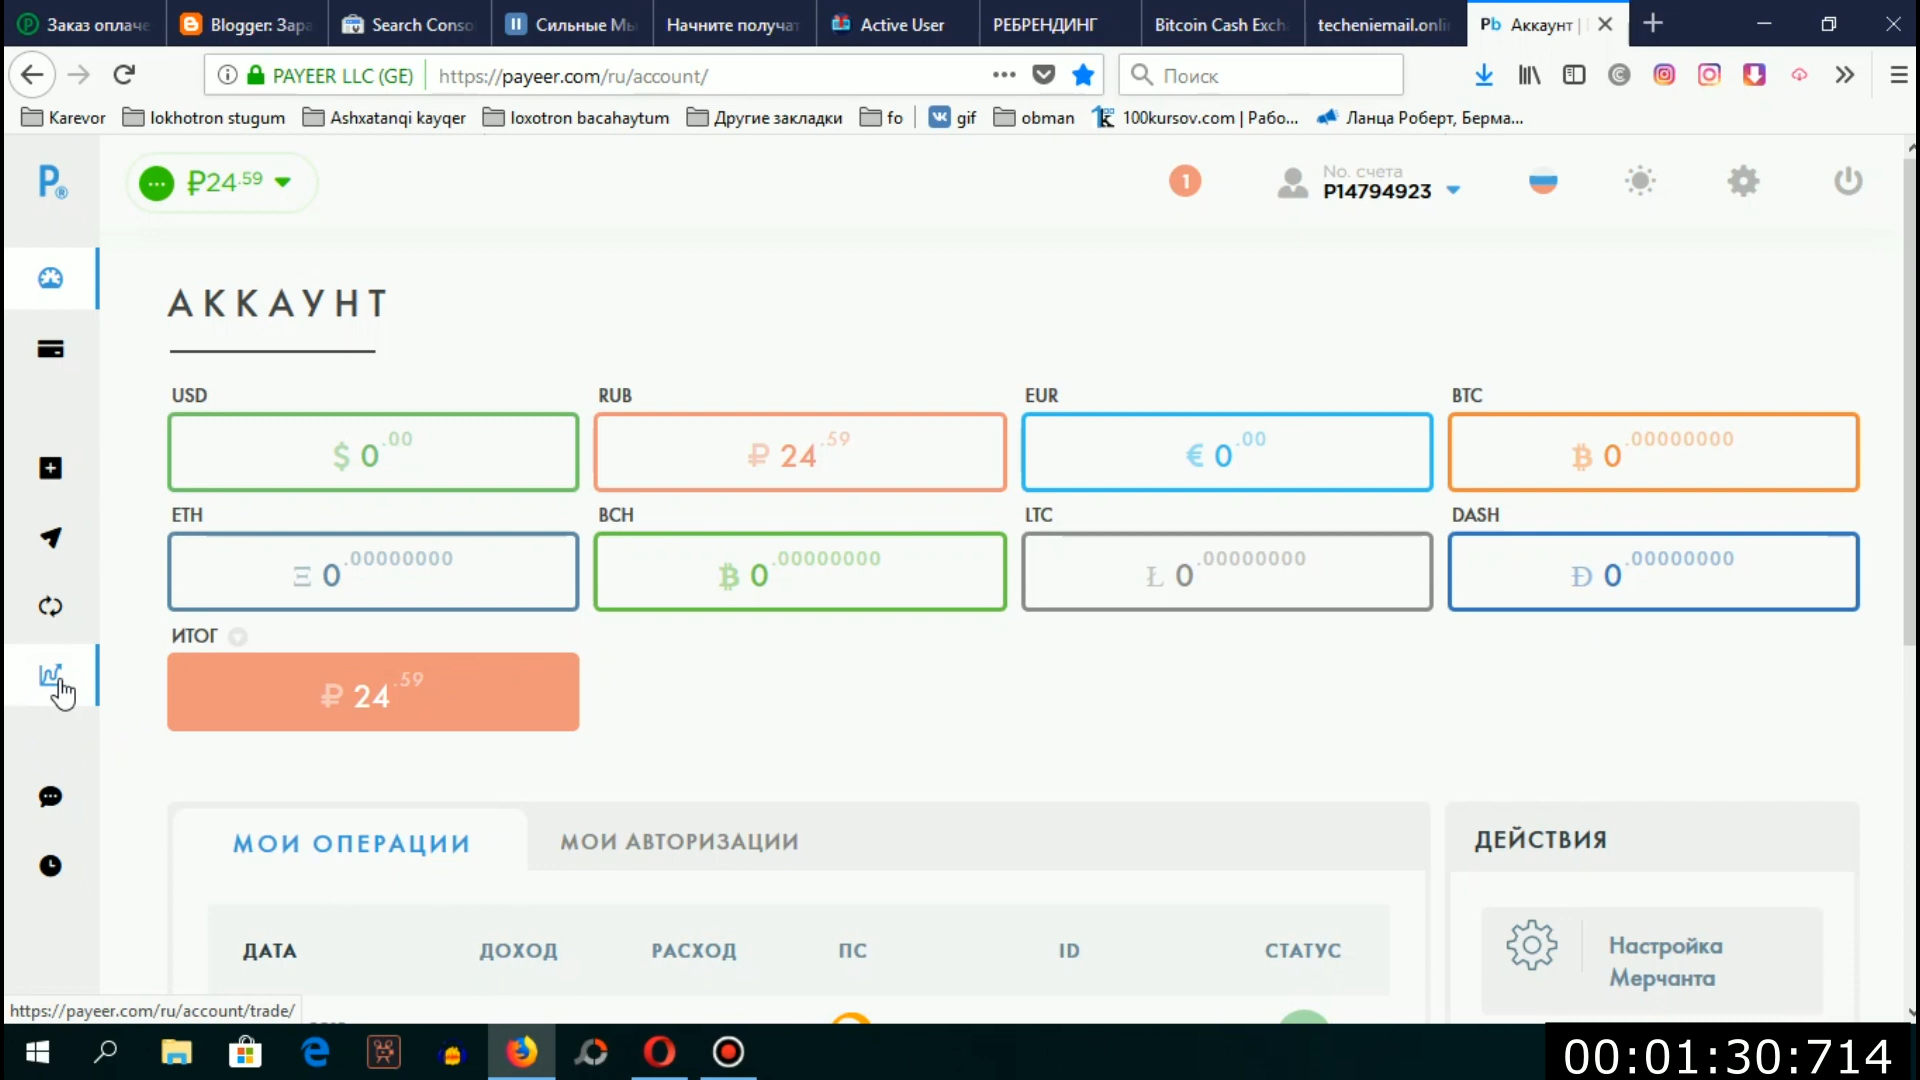 Заказ оплаче
Blogger: Зара
Search Conso
Сильные Мы
Начните получат
Active User
РЕБРЕНДИНГ
Bitcoin Cash Exch
techeniemail.onli
Pb Аккаунт |
PAYEER LLC (GE)
https://payeer.com/ru/account/
Поиск
Karevor
lokhotron stugum
Ashxatanqi kayqer
loxotron bacahaytum
Другие закладки
fo
gif
obman
100kursov.com | Рабо...
Ланца Роберт, Берма...
P®
₽24.59
1
No. счета
P14794923
АККАУНТ
USD
RUB
EUR
BTC
$ 0.00
₽ 24.59
€ 0.00
₿ 0.00000000
ETH
BCH
LTC
DASH
Ξ 0.00000000
₿ 0.00000000
Ł 0.00000000
Đ 0.00000000
ИТОГ
₽ 24.59
МОИ ОПЕРАЦИИ
МОИ АВТОРИЗАЦИИ
ДЕЙСТВИЯ
ДАТА
ДОХОД
РАСХОД
ПС
ID
СТАТУС
Настройка
Мерчанта
https://payeer.com/ru/account/trade/
00:01:30:714